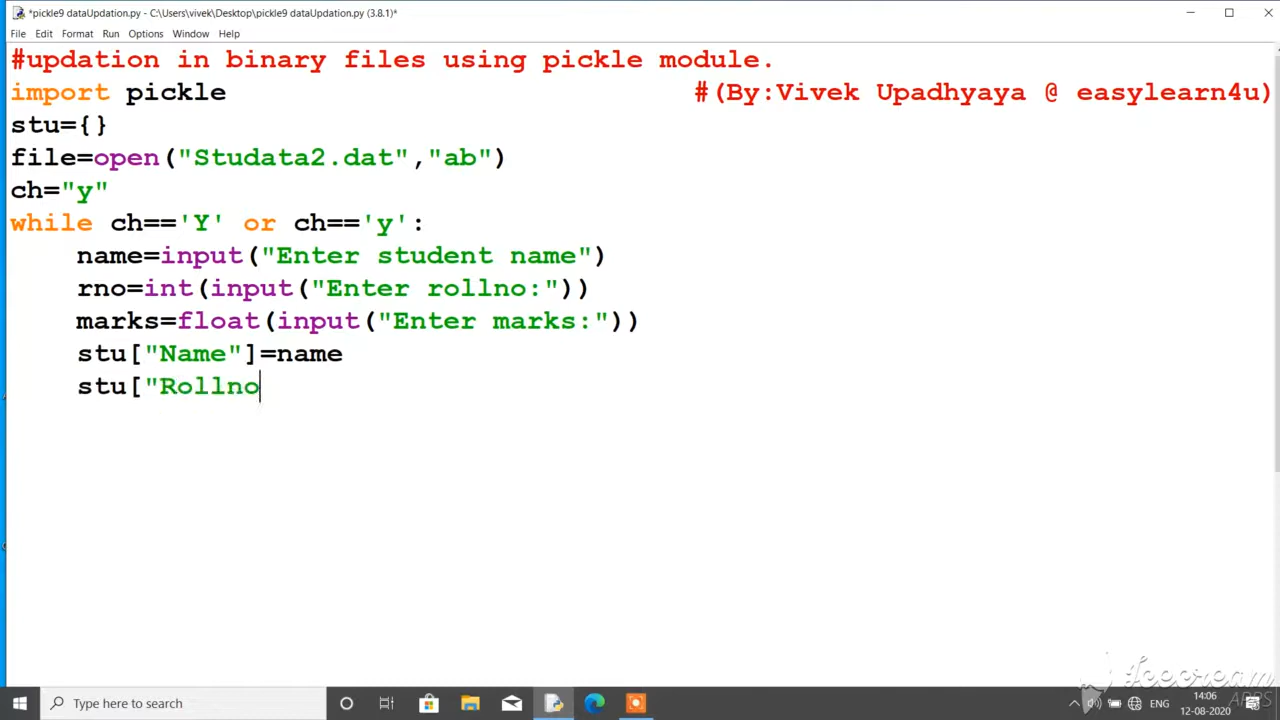 *pickle9 dataUpdation.py - C:\Users\vivek\Desktop\pickle9 dataUpdation.py (3.8.1)*
File Edit Format Run Options Window Help
#updation in binary files using pickle module.
import pickle #(By:Vivek Upadhyaya @ easylearn4u)
stu={}
file=open("Studata2.dat","ab")
ch="y"
while ch=='Y' or ch=='y':
    name=input("Enter student name")
    rno=int(input("Enter rollno:"))
    marks=float(input("Enter marks:"))
    stu["Name"]=name
    stu["Rollno
Icecream
APPS
Type here to search
ENG
14:06
12-08-2020